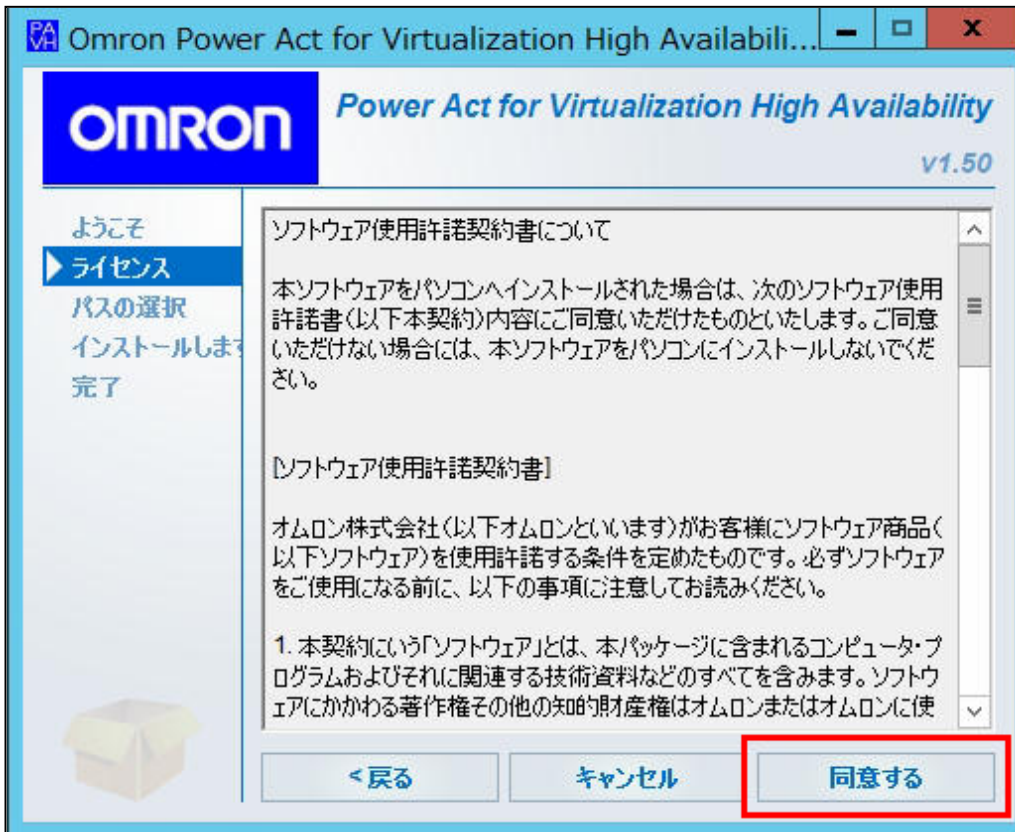 Omron Power Act for Virtualization High Availabili...
OMRON
Power Act for Virtualization High Availability
v1.50
ようこそ
ライセンス
パスの選択
インストールします
完了
ソフトウェア使用許諾契約書について
本ソフトウェアをパソコンへインストールされた場合は、次のソフトウェア使用
許諾書(以下本契約)内容にご同意いただけたものといたします。ご同意
いただけない場合には、本ソフトウェアをパソコンにインストールしないでくだ
さい。
[ソフトウェア使用許諾契約書]
オムロン株式会社(以下オムロンといいます)がお客様にソフトウェア商品(
以下ソフトウェア)を使用許諾する条件を定めたものです。必ずソフトウェア
をご使用になる前に、以下の事項に注意してお読みください。
1. 本契約にいう「ソフトウェア」とは、本パッケージに含まれるコンピュータ・プ
ログラムおよびそれに関連する技術資料などのすべてを含みます。ソフトウ
ェアにかかわる著作権その他の知的財産権はオムロンまたはオムロンに使
<戻る
キャンセル
同意する